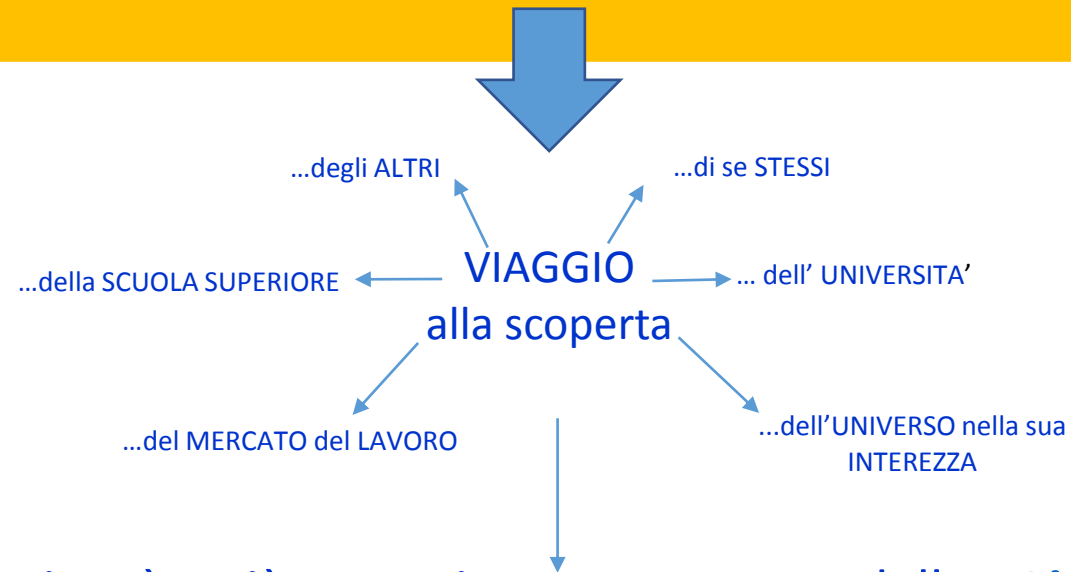 …degli ALTRI
…di se STESSI
VIAGGIO
alla scoperta
…della SCUOLA SUPERIORE
… dell’ UNIVERSITA’
…del MERCATO del LAVORO
...dell’UNIVERSO nella sua
INTEREZZA